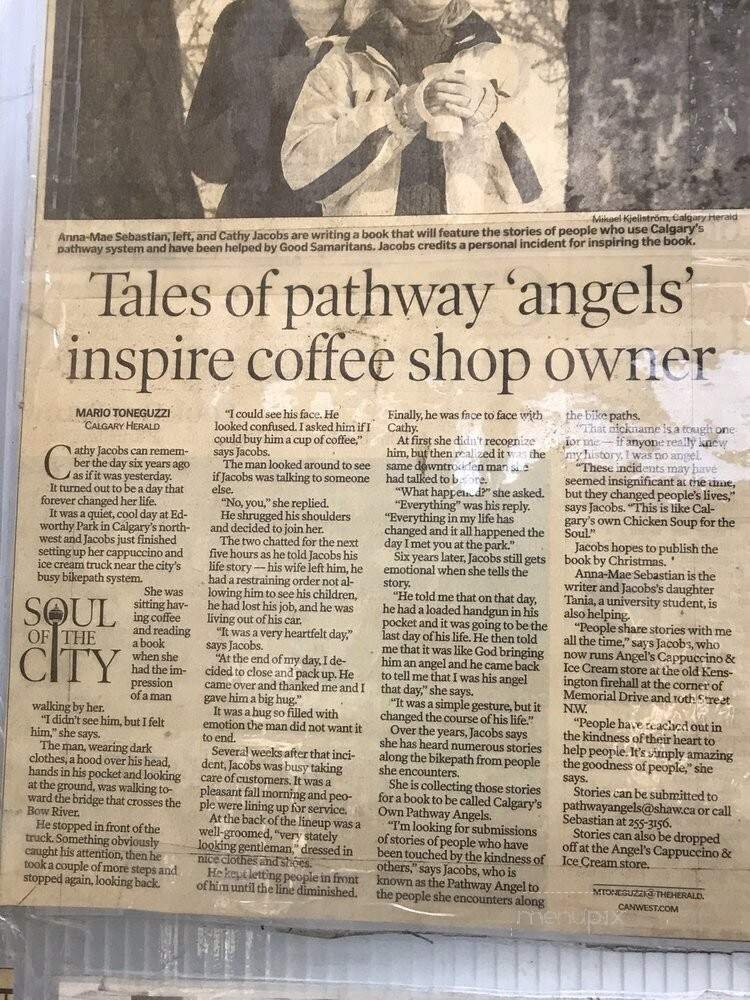 Mikael Kjellström, Calgary Herald
Anna-Mae Sebastian, left, and Cathy Jacobs are writing a book that will feature the stories of people who use Calgary's
pathway system and have been helped by Good Samaritans. Jacobs credits a personal incident for inspiring the book.
Tales of pathway 'angels'
inspire coffee shop owner
MARIO TONEGUZZI
CALGARY HERALD
Cathy Jacobs can remem-
ber the day six years ago
as if it was yesterday.
It turned out to be a day that
forever changed her life.
It was a quiet, cool day at Ed-
worthy Park in Calgary's north-
west and Jacobs just finished
setting up her cappuccino and
ice cream truck near the city's
busy bikepath system.
SOUL
OF THE
CITY
She was
sitting hav-
ing coffee
and reading
a book
when she
had the im-
pression
of a man
walking by her.
"I didn't see him, but I felt
him," she says.
The man, wearing dark
clothes, a hood over his head,
hands in his pocket and looking
at the ground, was walking to-
ward the bridge that crosses the
Bow River.
He stopped in front of the
truck. Something obviously
caught his attention, then he
took a couple of more steps and
stopped again, looking back.
"I could see his face. He
looked confused. I asked him if I
could buy him a cup of coffee,"
says Jacobs.
The man looked around to see
if Jacobs was talking to someone
else.
"No, you," she replied.
He shrugged his shoulders
and decided to join her.
The two chatted for the next
five hours as he told Jacobs his
life story — his wife left him, he
had a restraining order not al-
lowing him to see his children,
he had lost his job, and he was
living out of his car.
"It was a very heartfelt day,"
says Jacobs.
"At the end of my day, I de-
cided to close and pack up. He
came over and thanked me and I
gave him a big hug."
It was a hug so filled with
emotion the man did not want it
to end.
Several weeks after that inci-
dent, Jacobs was busy taking
care of customers. It was a
pleasant fall morning and peo-
ple were lining up for service.
At the back of the lineup was a
well-groomed, "very stately
looking gentleman," dressed in
nice clothes and shoes.
He kept letting people in front
of him until the line diminished.
Finally, he was face to face with
Cathy.
At first she didn't recognize
him, but then realized it was the
same downtrodden man she
had talked to before.
"What happened?" she asked.
"Everything" was his reply.
"Everything in my life has
changed and it all happened the
day I met you at the park."
Six years later, Jacobs still gets
emotional when she tells the
story.
"He told me that on that day,
he had a loaded handgun in his
pocket and it was going to be the
last day of his life. He then told
me that it was like God bringing
him an angel and he came back
to tell me that I was his angel
that day," she says.
"It was a simple gesture, but it
changed the course of his life."
Over the years, Jacobs says
she has heard numerous stories
along the bikepath from people
she encounters.
She is collecting those stories
for a book to be called Calgary's
Own Pathway Angels.
"I'm looking for submissions
of stories of people who have
been touched by the kindness of
others," says Jacobs, who is
known as the Pathway Angel to
the people she encounters along
the bike paths.
"That nickname is a tough one
for me — if anyone really knew
my history, I was no angel.
"These incidents may have
seemed insignificant at the time,
but they changed people's lives,"
says Jacobs. "This is like Cal-
gary's own Chicken Soup for the
Soul."
Jacobs hopes to publish the
book by Christmas.
Anna-Mae Sebastian is the
writer and Jacobs's daughter
Tania, a university student, is
also helping.
"People share stories with me
all the time," says Jacobs, who
now runs Angel's Cappuccino &
Ice Cream store at the old Kens-
ington firehall at the corner of
Memorial Drive and 10th Street
N.W.
"People have reached out in
the kindness of their heart to
help people. It's simply amazing
the goodness of people," she
says.
Stories can be submitted to
pathwayangels@shaw.ca or call
Sebastian at 255-3156.
Stories can also be dropped
off at the Angel's Cappuccino &
Ice Cream store.
MTONEGUZZI@THEHERALD.
CANWEST.COM
menupix